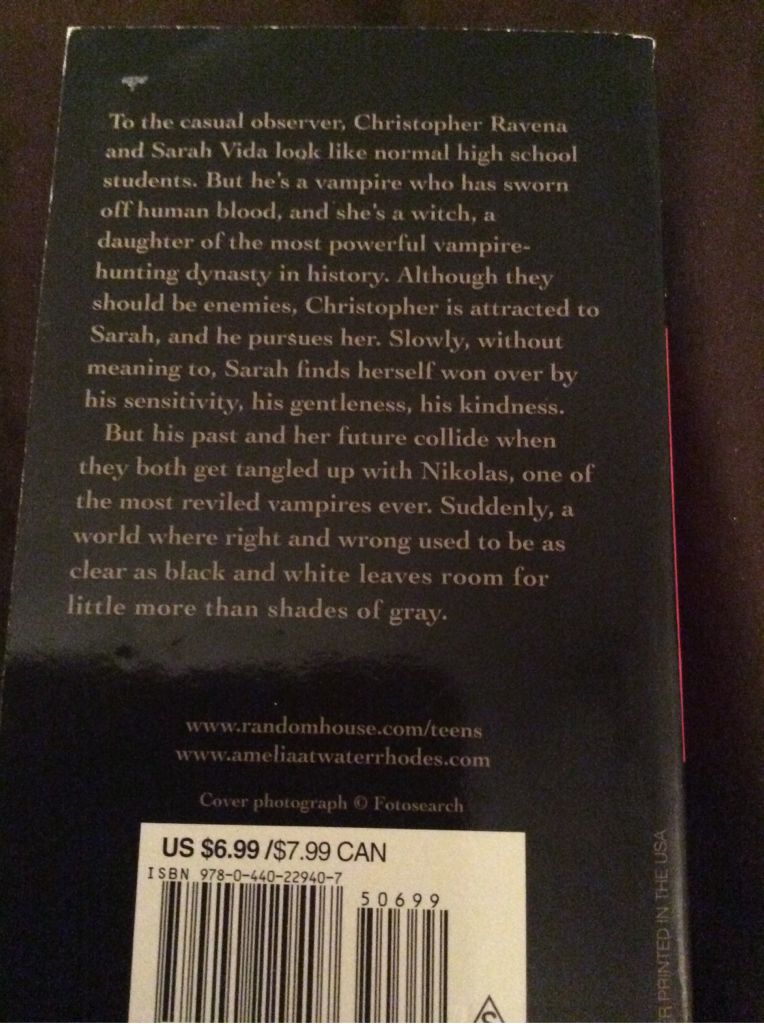 To the casual observer, Christopher Ravena
and Sarah Vida look like normal high school
students. But he's a vampire who has sworn
off human blood, and she's a witch, a
daughter of the most powerful vampire-
hunting dynasty in history. Although they
should be enemies, Christopher is attracted to
Sarah, and he pursues her. Slowly, without
meaning to, Sarah finds herself won over by
his sensitivity, his gentleness, his kindness.
But his past and her future collide when
they both get tangled up with Nikolas, one of
the most reviled vampires ever. Suddenly, a
world where right and wrong used to be as
clear as black and white leaves room for
little more than shades of gray.
www.randomhouse.com/teens
www.ameliaatwaterrhodes.com
Cover photograph © Fotosearch
US $6.99 /$7.99 CAN
ISBN 978-0-440-22940-7
50699
PRINTED IN THE USA